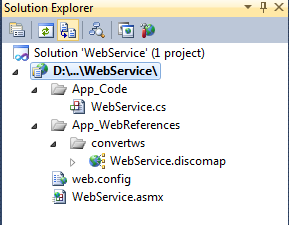 Solution Explorer
Solution 'WebService' (1 project)
D:\...\WebService\
App_Code
WebService.cs
App_WebReferences
convertws
WebService.discomap
web.config
WebService.asmx